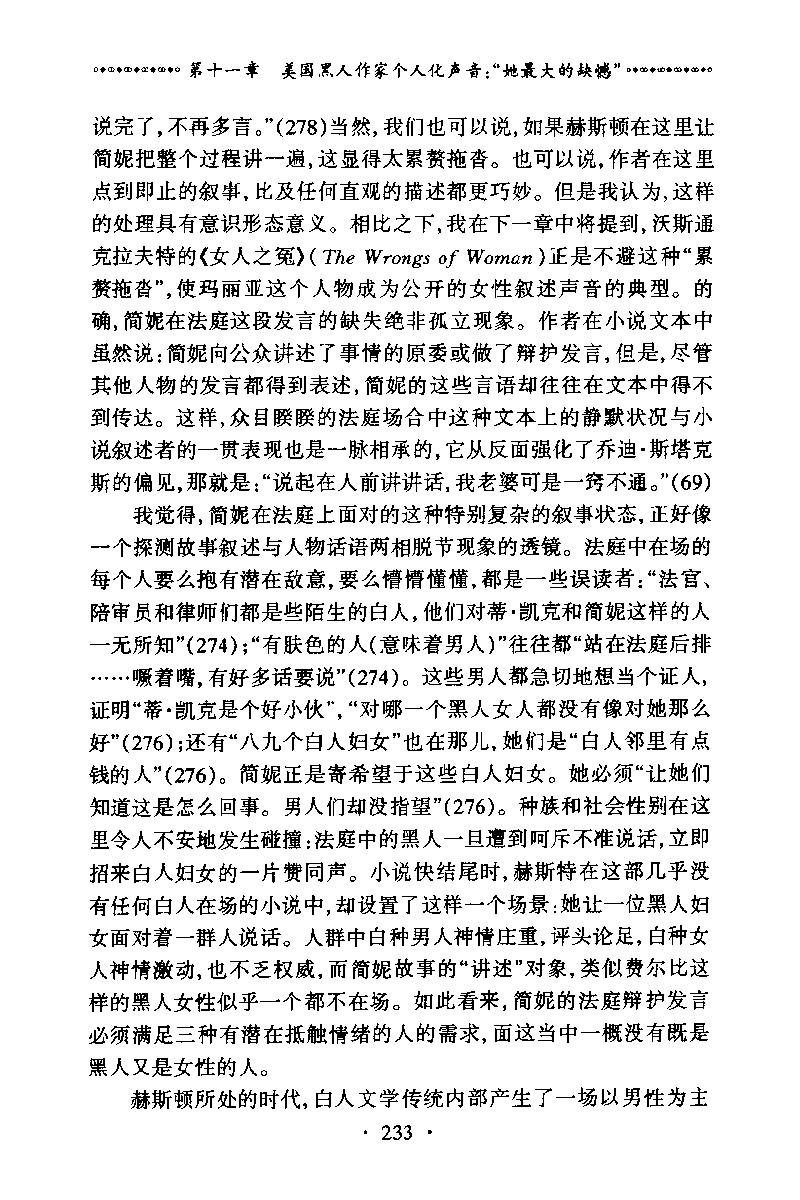 第十一章 美国黑人作家个人化声音：“她最大的缺憾”
说完了，不再多言。”(278)当然，我们也可以说，如果赫斯顿在这里让
简妮把整个过程讲一遍，这显得太累赘拖沓。也可以说，作者在这里
点到即止的叙事，比及任何直观的描述都更巧妙。但是我认为，这样
的处理具有意识形态意义。相比之下，我在下一章中将提到，沃斯通
克拉夫特的《女人之冤》(The Wrongs of Woman)正是不避这种“累
赘拖沓”，使玛丽亚这个人物成为公开的女性叙述声音的典型。的
确，简妮在法庭这段发言的缺失绝非孤立现象。作者在小说文本中
虽然说：简妮向公众讲述了事情的原委或做了辩护发言，但是，尽管
其他人物的发言都得到表述，简妮的这些言语却往往在文本中得不
到传达。这样，众目睽睽的法庭场合中这种文本上的静默状况与小
说叙述者的一贯表现也是一脉相承的，它从反面强化了乔迪·斯塔克
斯的偏见，那就是：“说起在人前讲讲话，我老婆可是一窍不通。”(69)
我觉得，简妮在法庭上面对的这种特别复杂的叙事状态，正好像
一个探测故事叙述与人物话语两相脱节现象的透镜。法庭中在场的
每个人要么抱有潜在敌意，要么懵懵懂懂，都是一些误读者：“法官、
陪审员和律师们都是些陌生的白人，他们对蒂·凯克和简妮这样的人
一无所知”(274)；“有肤色的人(意味着男人)”往往都“站在法庭后排
……噘着嘴，有好多话要说”(274)。这些男人都急切地想当个证人，
证明“蒂·凯克是个好小伙”，“对哪一个黑人女人都没有像对她那么
好”(276)；还有“八九个白人妇女”也在那儿，她们是“白人邻里有点
钱的人”(276)。简妮正是寄希望于这些白人妇女。她必须“让她们
知道这是怎么回事。男人们却没指望”(276)。种族和社会性别在这
里令人不安地发生碰撞：法庭中的黑人一旦遭到呵斥不准说话，立即
招来白人妇女的一片赞同声。小说快结尾时，赫斯特在这部几乎没
有任何白人在场的小说中，却设置了这样一个场景：她让一位黑人妇
女面对着一群人说话。人群中白种男人神情庄重，评头论足，白种女
人神情激动，也不乏权威，而简妮故事的“讲述”对象，类似费尔比这
样的黑人女性似乎一个都不在场。如此看来，简妮的法庭辩护发言
必须满足三种有潜在抵触情绪的人的需求，面这当中一概没有既是
黑人又是女性的人。
赫斯顿所处的时代，白人文学传统内部产生了一场以男性为主
· 233 ·